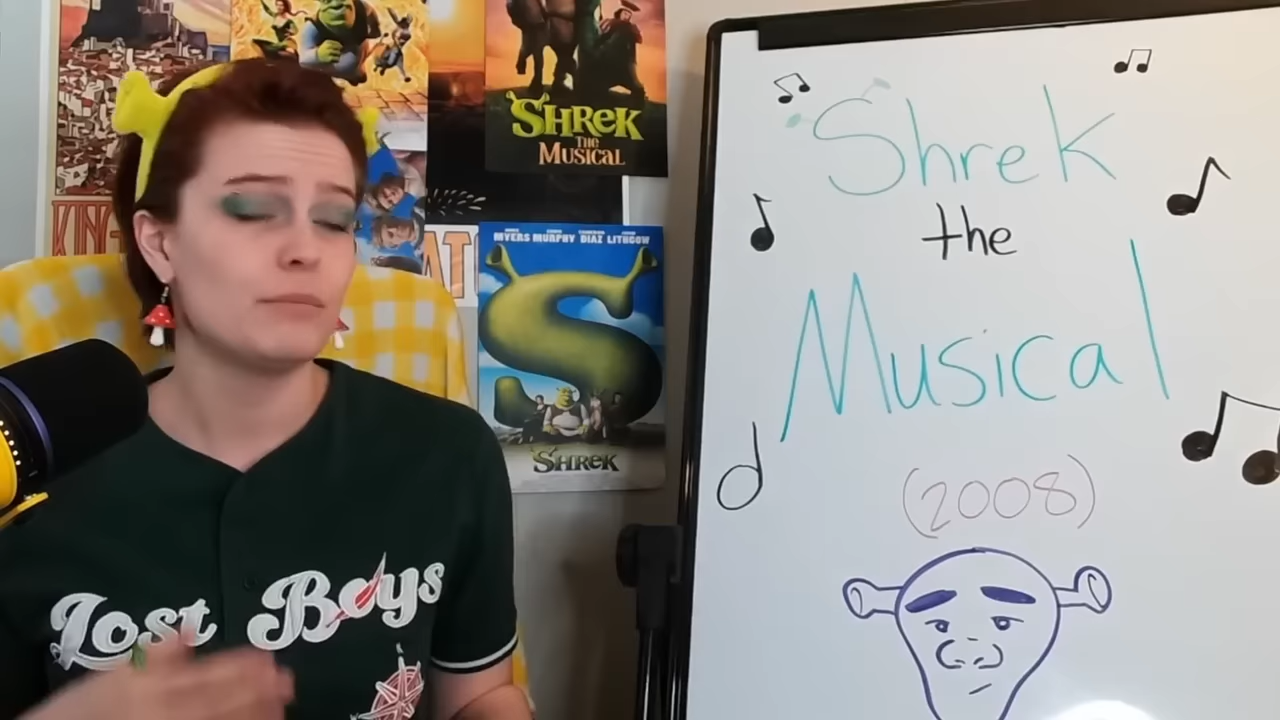 SHREK
THE
MUSICAL
MYERS MURPHY DIAZ LITHGOW
SHREK
Lost Boys
Shrek
the
Musical
(2008)